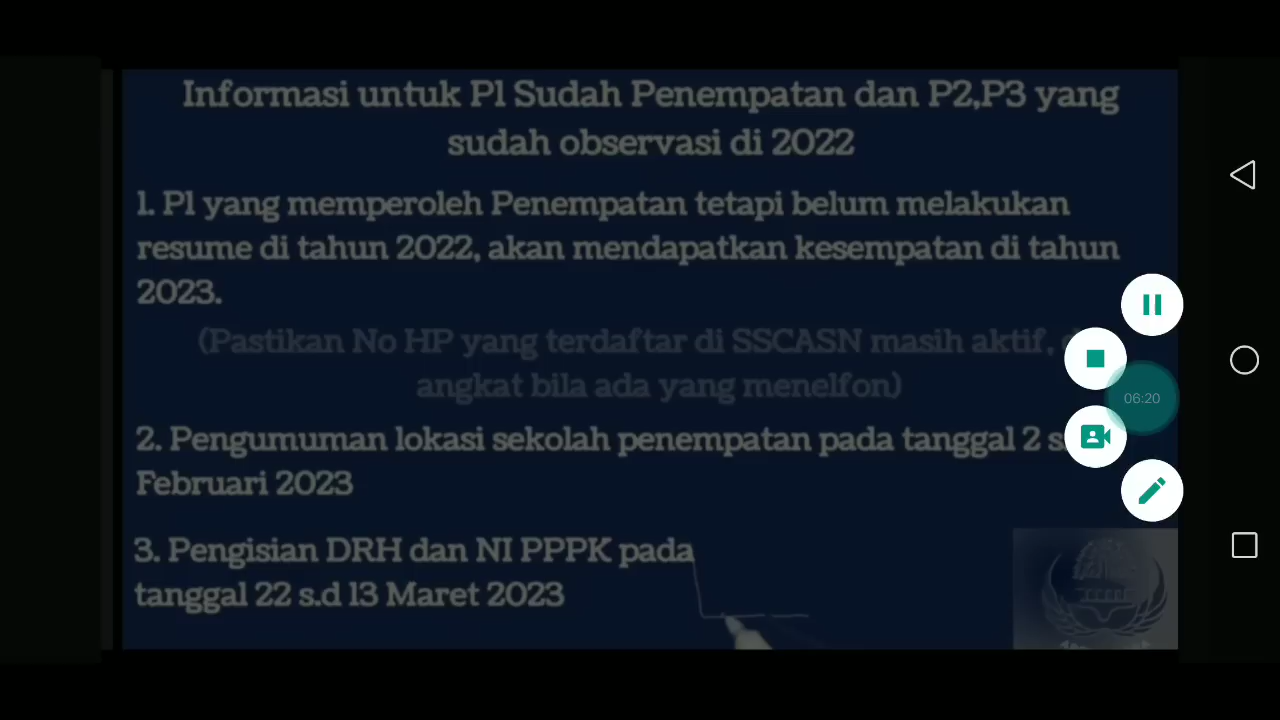 Informasi untuk P1 Sudah Penempatan dan P2,P3 yang
sudah observasi di 2022
1. P1 yang memperoleh Penempatan tetapi belum melakukan
resume di tahun 2022, akan mendapatkan kesempatan di tahun
2023.
(Pastikan No HP yang terdaftar di SSCASN masih aktif,
angkat bila ada yang menelfon)
2. Pengumuman lokasi sekolah penempatan pada tanggal 2
Februari 2023
3. Pengisian DRH dan NI PPPK pada
tanggal 22 s.d 13 Maret 2023
06:20